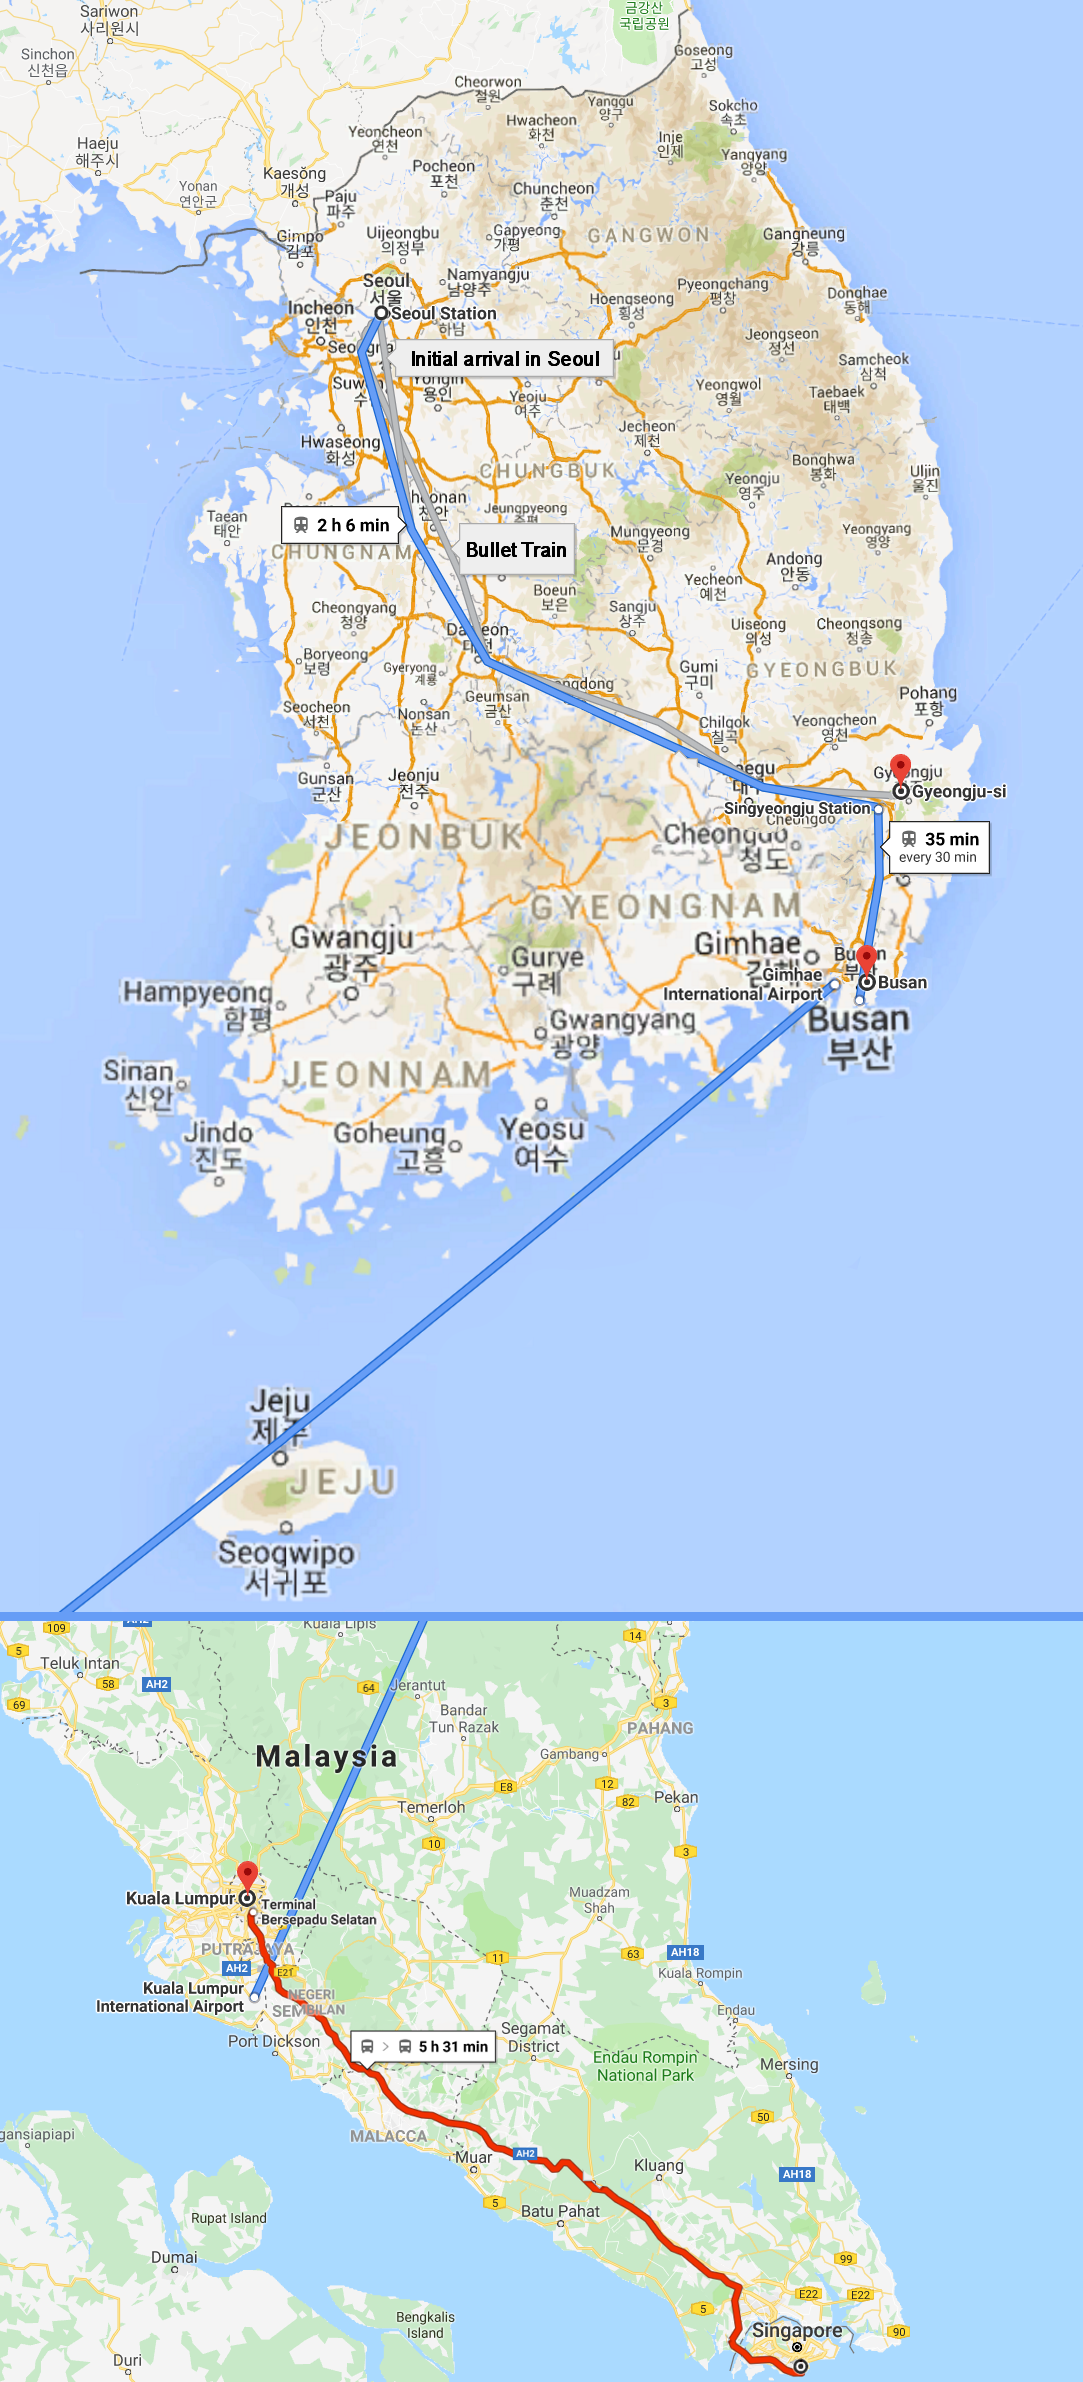 금강산
국립공원
Sariwon
사리원시
Goseong
고성
Sinchon
신천읍
Cheorwon
철원
Yanggu
양구
Sokcho
속초
Hwacheon
화천
Yeoncheon
연천
Inje
인제
Haeju
해주시
Yangyang
양양
Pocheon
포천
Kaesŏng
개성
Yonan
연안군
Chuncheon
춘천
Paju
파주
Gimpo
김포
Uijeongbu
의정부
Gapyeong
가평
GANGWON
Gangneung
강릉
Seoul
서울
Namyangju
남양주
Pyeongchang
평창
Hoengseong
횡성
Donghae
동해
Incheon
인천
Seoul Station
하남
Jeongseon
정선
Initial arrival in Seoul
Samcheok
삼척
Yongin
용인
Yeoju
여주
Yeongwol
영월
Taebaek
태백
Hwaseong
화성
Jecheon
제천
CHUNGBUK
Bonghwa
봉화
Yeongju
영주
Uljin
울진
Taean
태안
2 h 6 min
Jeungpyeong
증평
CHUNGNAM
Bullet Train
Mungyeong
문경
Yeongyang
영양
Andong
안동
Yecheon
예천
Boeun
보은
Cheongyang
청양
Sangju
상주
Uiseong
의성
Cheongsong
청송
Boryeong
보령
Gyeryong
계룡
Gumi
구미
GYEONGBUK
Geumsan
금산
Pohang
포항
Seocheon
서천
Nonsan
논산
Chilgok
칠곡
Yeongcheon
영천
Gunsan
군산
Jeonju
전주
Gyeongju-si
Singyeongju Station
Cheongdo
JEONBUK
Cheongdo
청도
35 min
every 30 min
GYEONGNAM
Gwangju
광주
Gimhae
김해
Gurye
구례
Gimhae
International Airport
Busan
Hampyeong
함평
Busan
부산
Gwangyang
광양
Sinan
신안
JEONNAM
Jindo
진도
Goheung
고흥
Yeosu
여수
Jeju
제주
JEJU
Seogwipo
서귀포
AH2
Kuala Lipis
109
14
5
Teluk Intan
58
AH2
64
Jerantut
69
3
Bandar
Tun Razak
PAHANG
Malaysia
Gambang
E8
12
82
Pekan
Temerloh
10
3
Kuala Lumpur
Terminal
Bersepadu Selatan
Muadzam
Shah
PUTRAJAYA
AH2
E21
11
63
AH18
Kuala Rompin
Kuala Lumpur
International Airport
NEGERI
SEMBILAN
Endau
Port Dickson
5 h 31 min
Segamat
District
Endau Rompin
National Park
Mersing
50
MALACCA
Muar
AH2
Kluang
AH18
5
Batu Pahat
gansiapiapi
Rupat Island
Dumai
99
E22
E22
5
Singapore
90
Bengkalis
Island
Duri